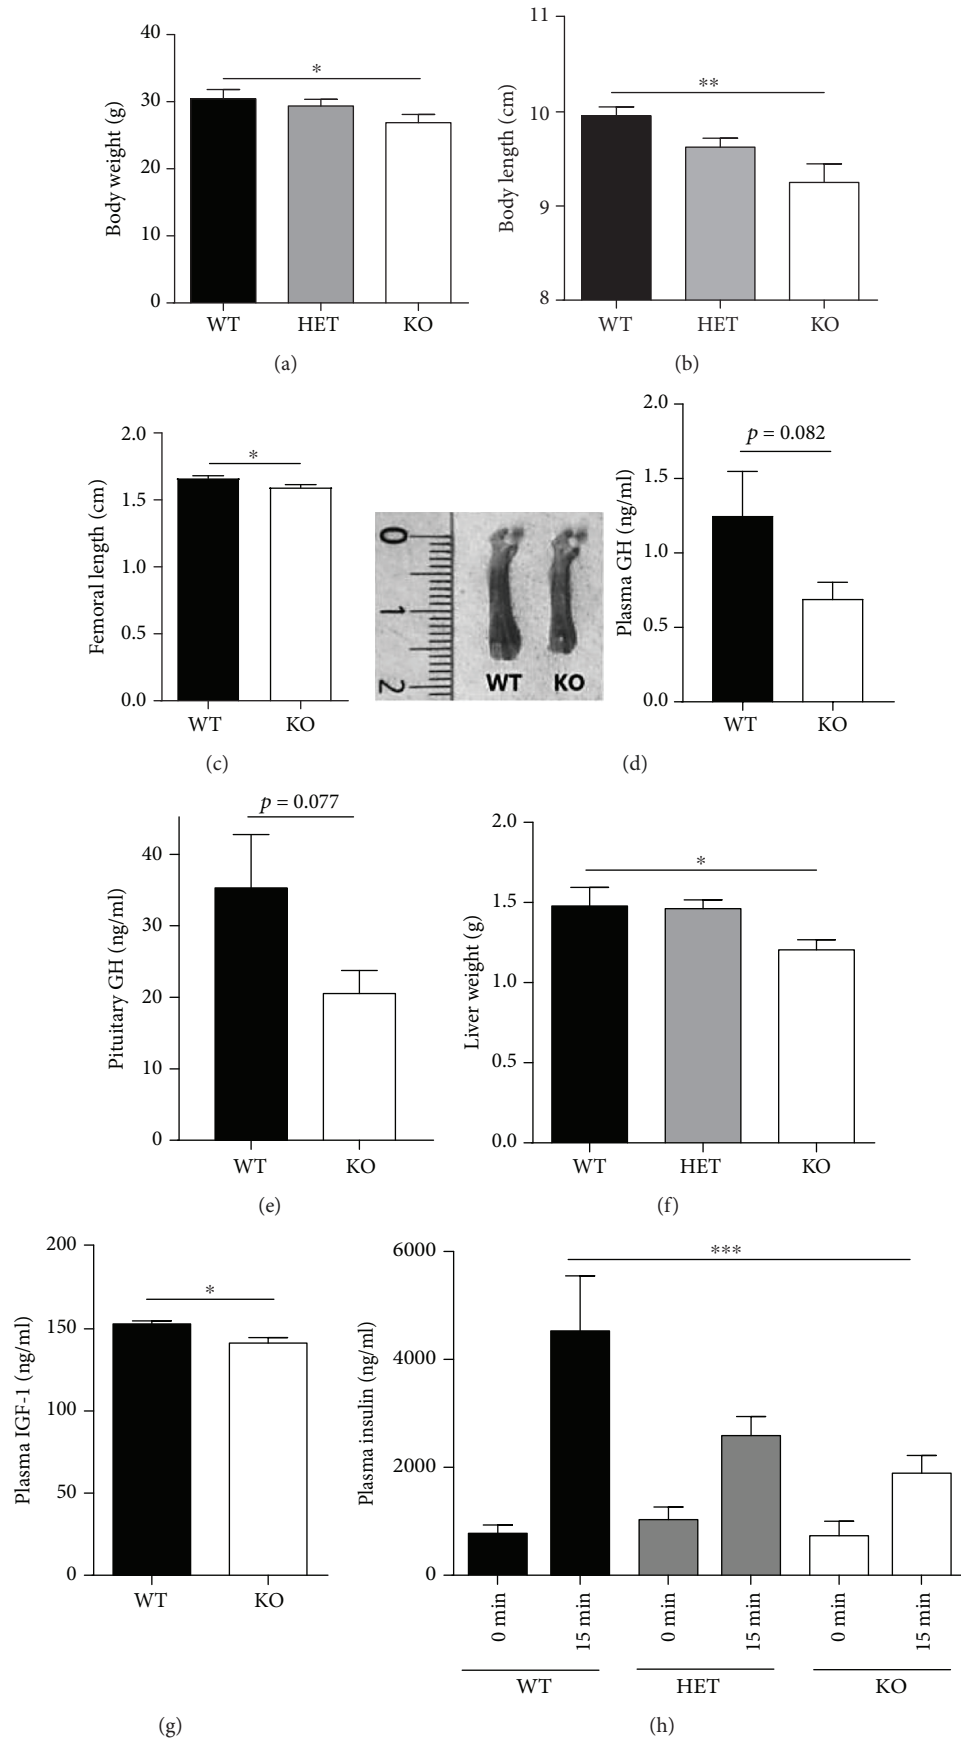 40
30
20
10
0
Body weight (g)
*
WT HET KO
(a)
11
10
9
8
Body length (cm)
**
WT HET KO
(b)
2.0
1.5
1.0
0.5
0.0
Femoral length (cm)
*
WT KO
(c)
0
1
2
WT KO
2.0
1.5
1.0
0.5
0.0
Plasma GH (ng/ml)
p = 0.082
WT KO
(d)
40
30
20
10
0
Pituitary GH (ng/ml)
p = 0.077
WT KO
(e)
2.0
1.5
1.0
0.5
0.0
Liver weight (g)
*
WT HET KO
(f)
200
150
100
50
0
Plasma IGF-1 (ng/ml)
*
WT KO
(g)
6000
4000
2000
0
Plasma insulin (ng/ml)
***
0 min 15 min 0 min 15 min 0 min 15 min
WT HET KO
(h)